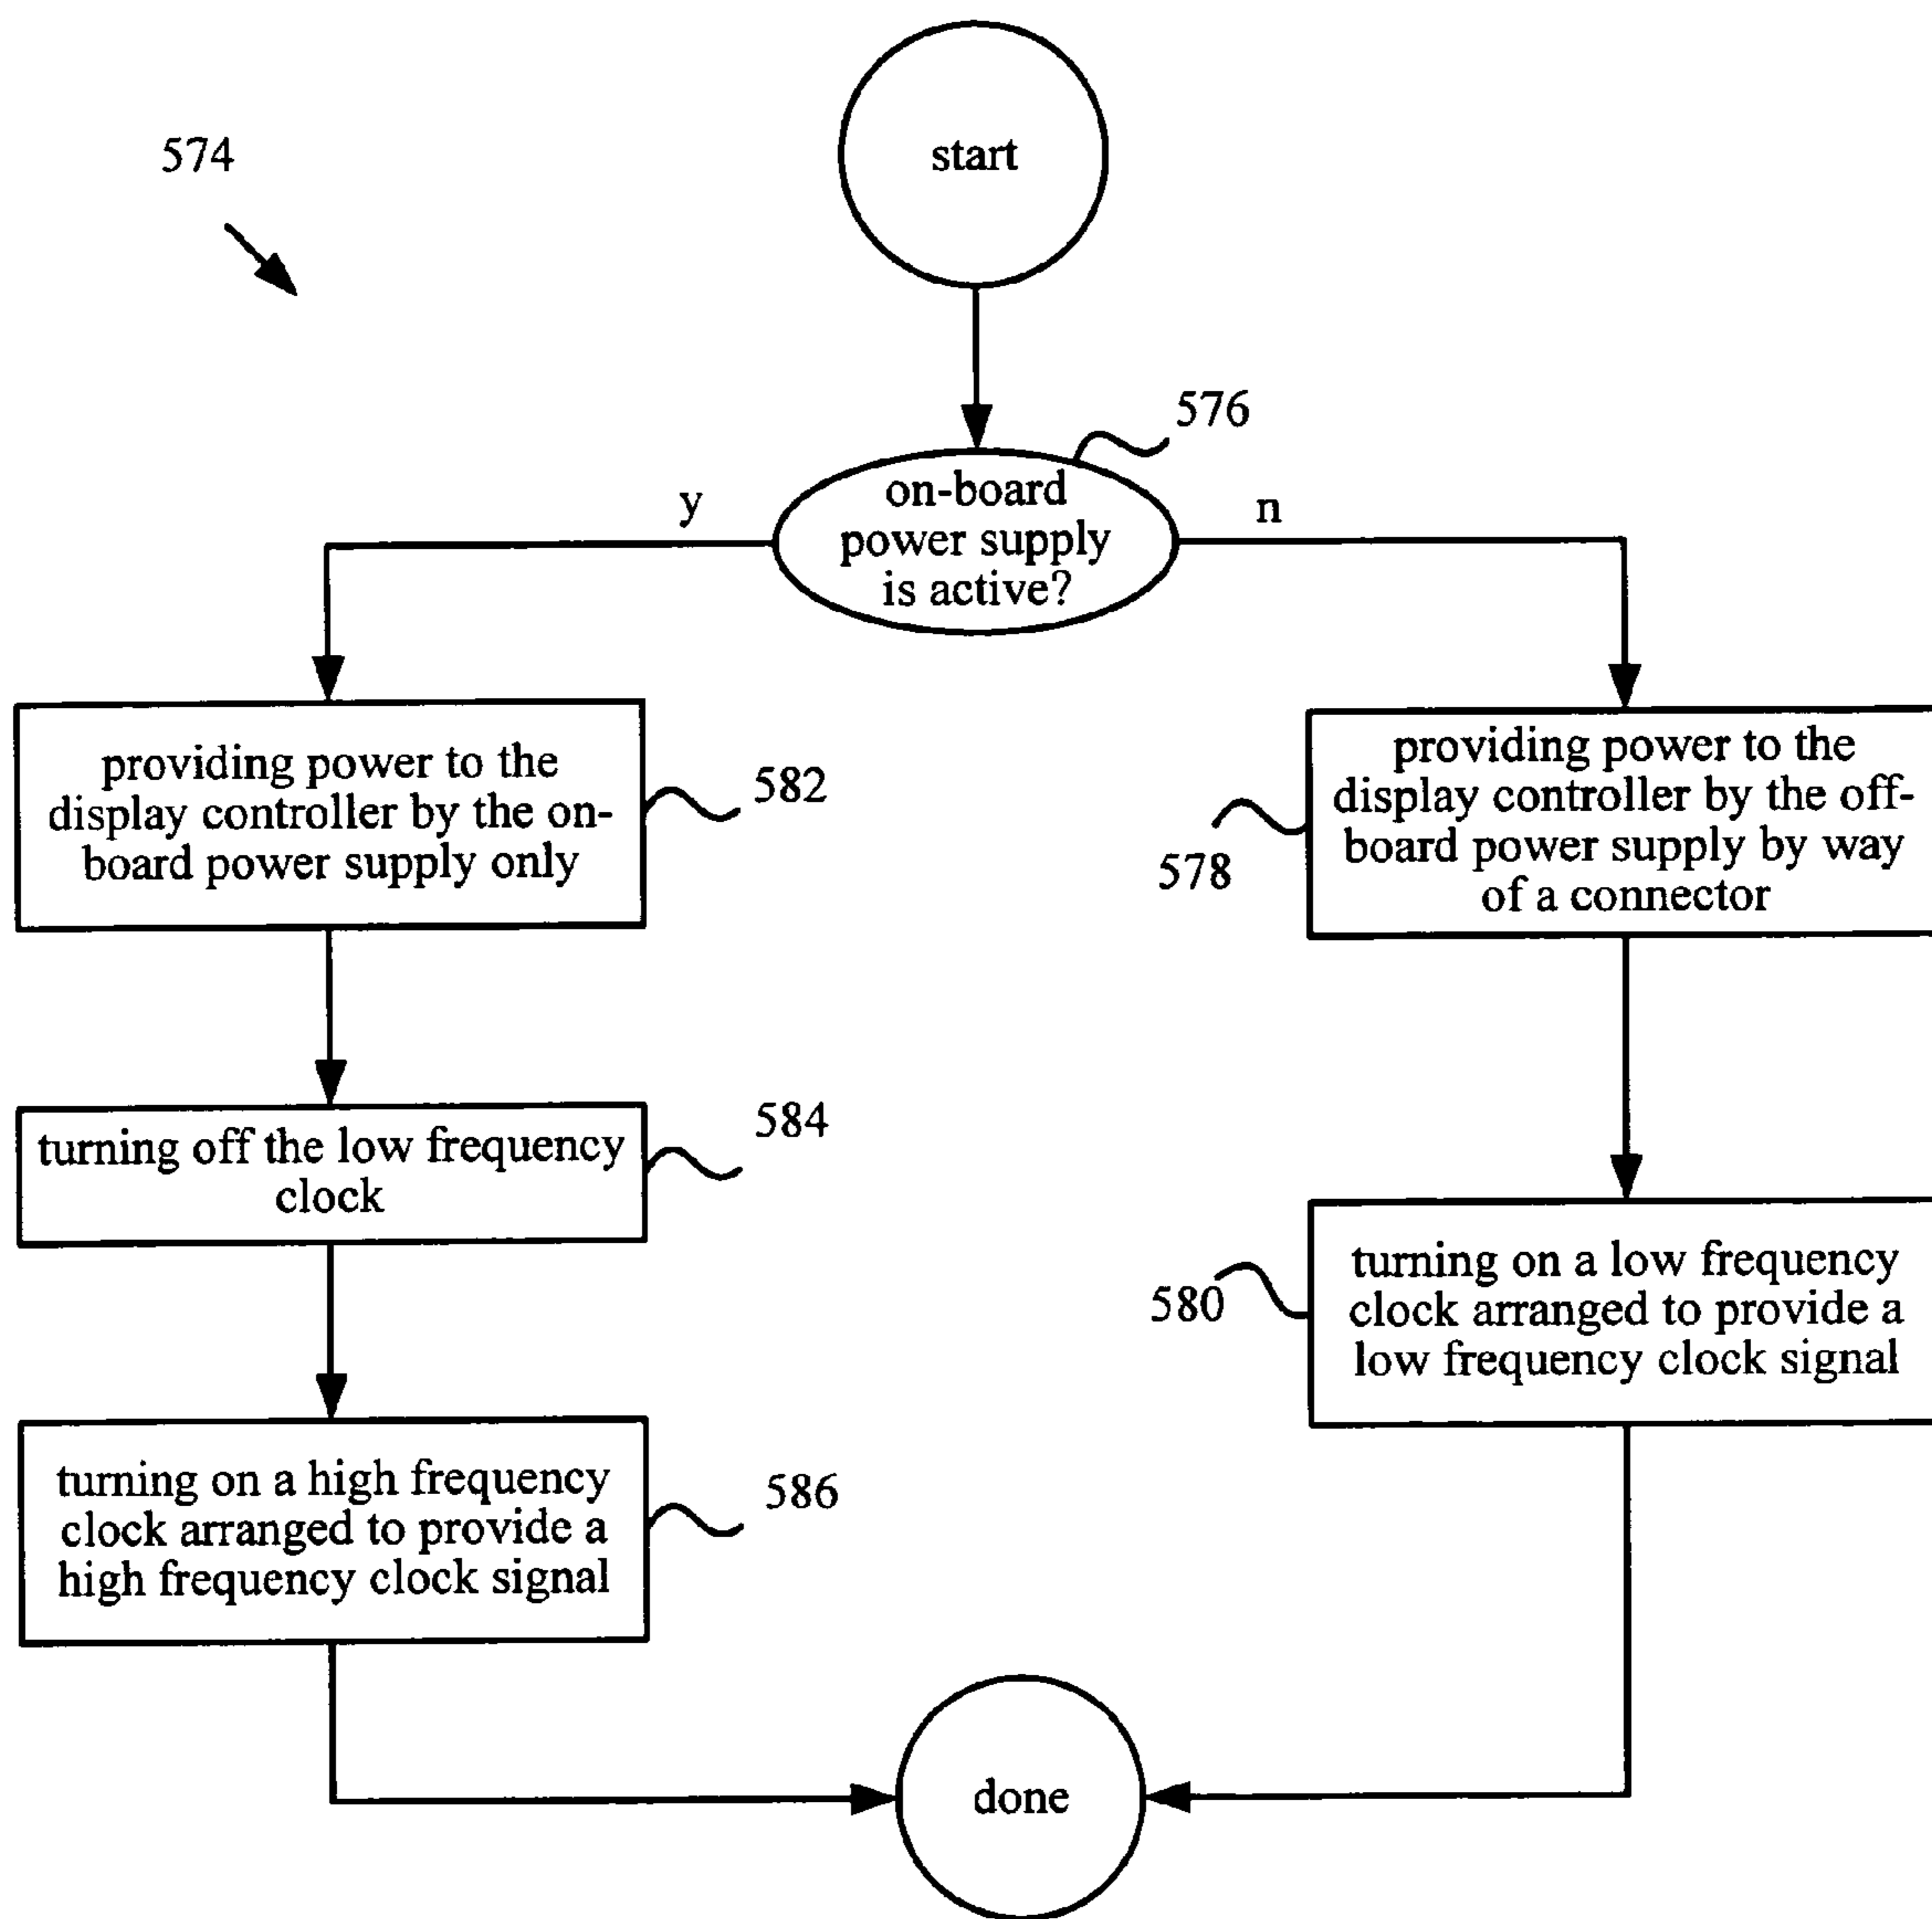 574
start
576
on-board
power supply
is active?
y
n
providing power to the
display controller by the on-
board power supply only
582
providing power to the
display controller by the off-
board power supply by way
of a connector
578
turning off the low frequency
clock
584
turning on a low frequency
clock arranged to provide a
low frequency clock signal
580
turning on a high frequency
clock arranged to provide a
high frequency clock signal
586
done